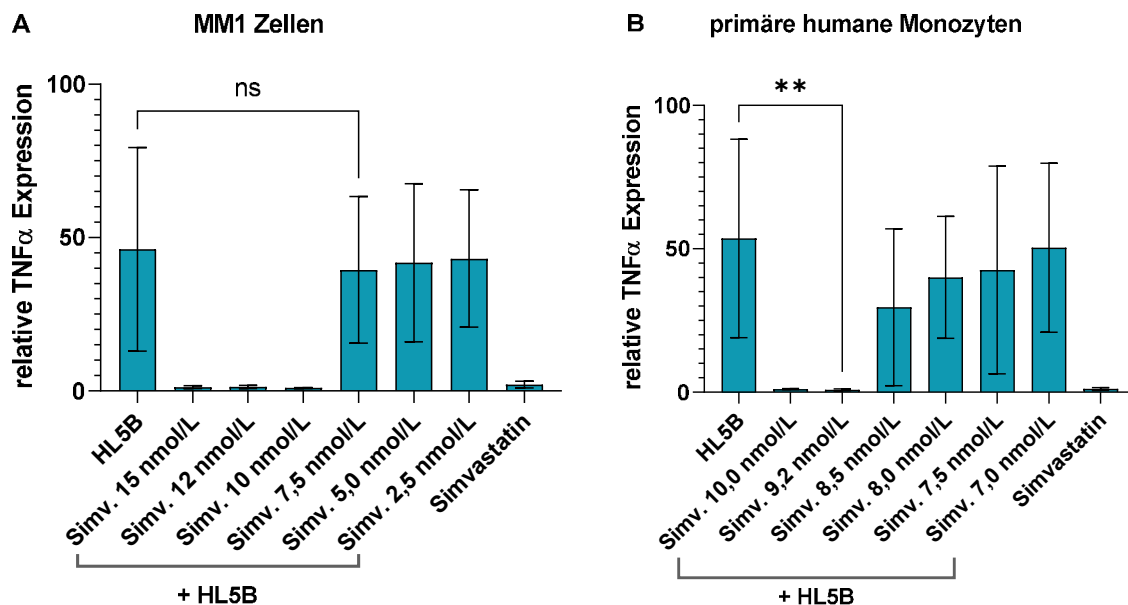 A
MM1 Zellen
relative TNFα Expression
100
50
0
ns
HL5B
Simv. 15 nmol/L
Simv. 12 nmol/L
Simv. 10 nmol/L
Simv. 7,5 nmol/L
Simv. 5,0 nmol/L
Simv. 2,5 nmol/L
Simvastatin
+ HL5B
B
primäre humane Monozyten
relative TNFα Expression
100
50
0
**
HL5B
Simv. 10,0 nmol/L
Simv. 9,2 nmol/L
Simv. 8,5 nmol/L
Simv. 8,0 nmol/L
Simv. 7,5 nmol/L
Simv. 7,0 nmol/L
Simvastatin
+ HL5B